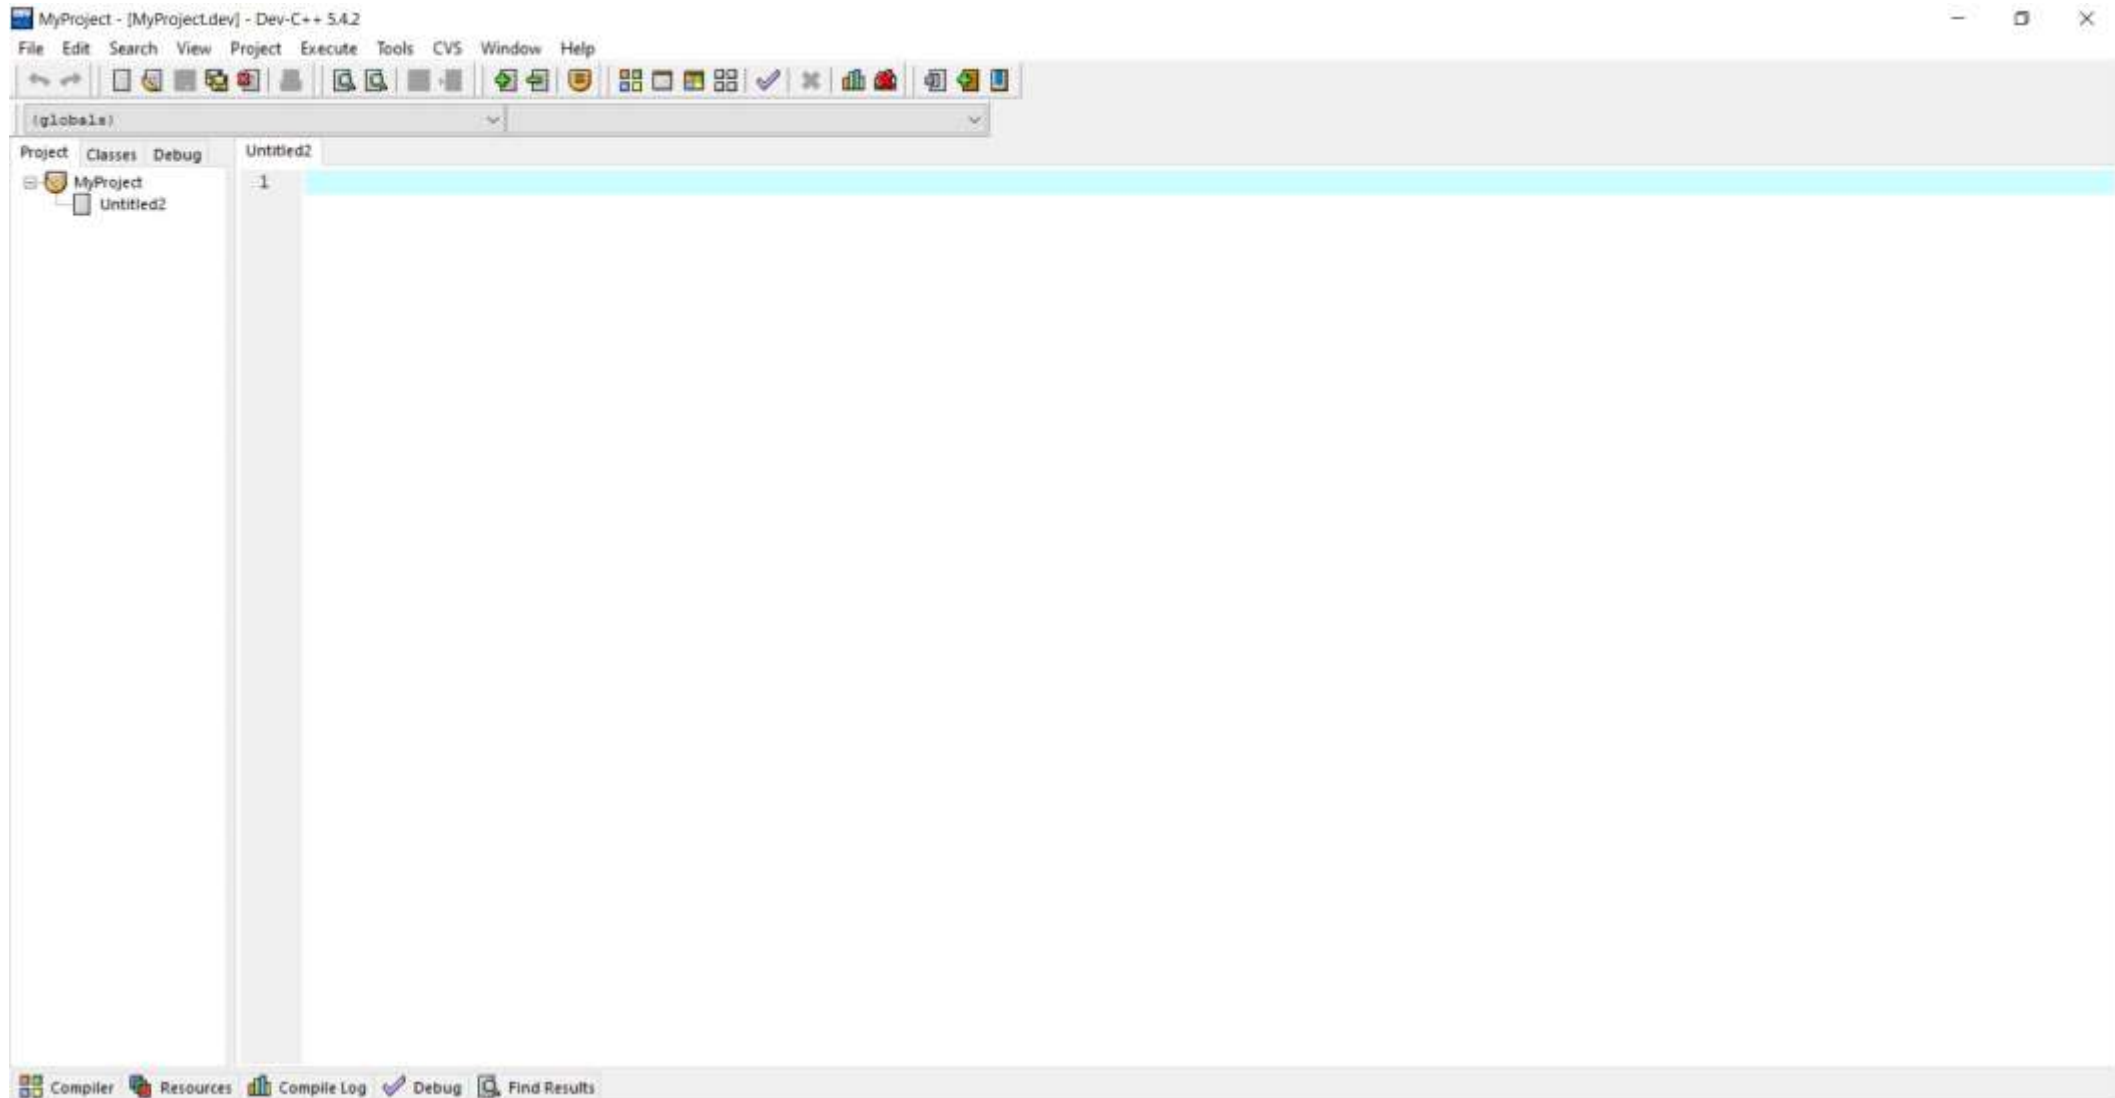 MyProject - [MyProject.dev] - Dev-C++ 5.4.2
File Edit Search View Project Execute Tools CVS Window Help
(globals)
Project Classes Debug Untitled2
MyProject 1
Untitled2
Compiler Resources Compile Log Debug Find Results